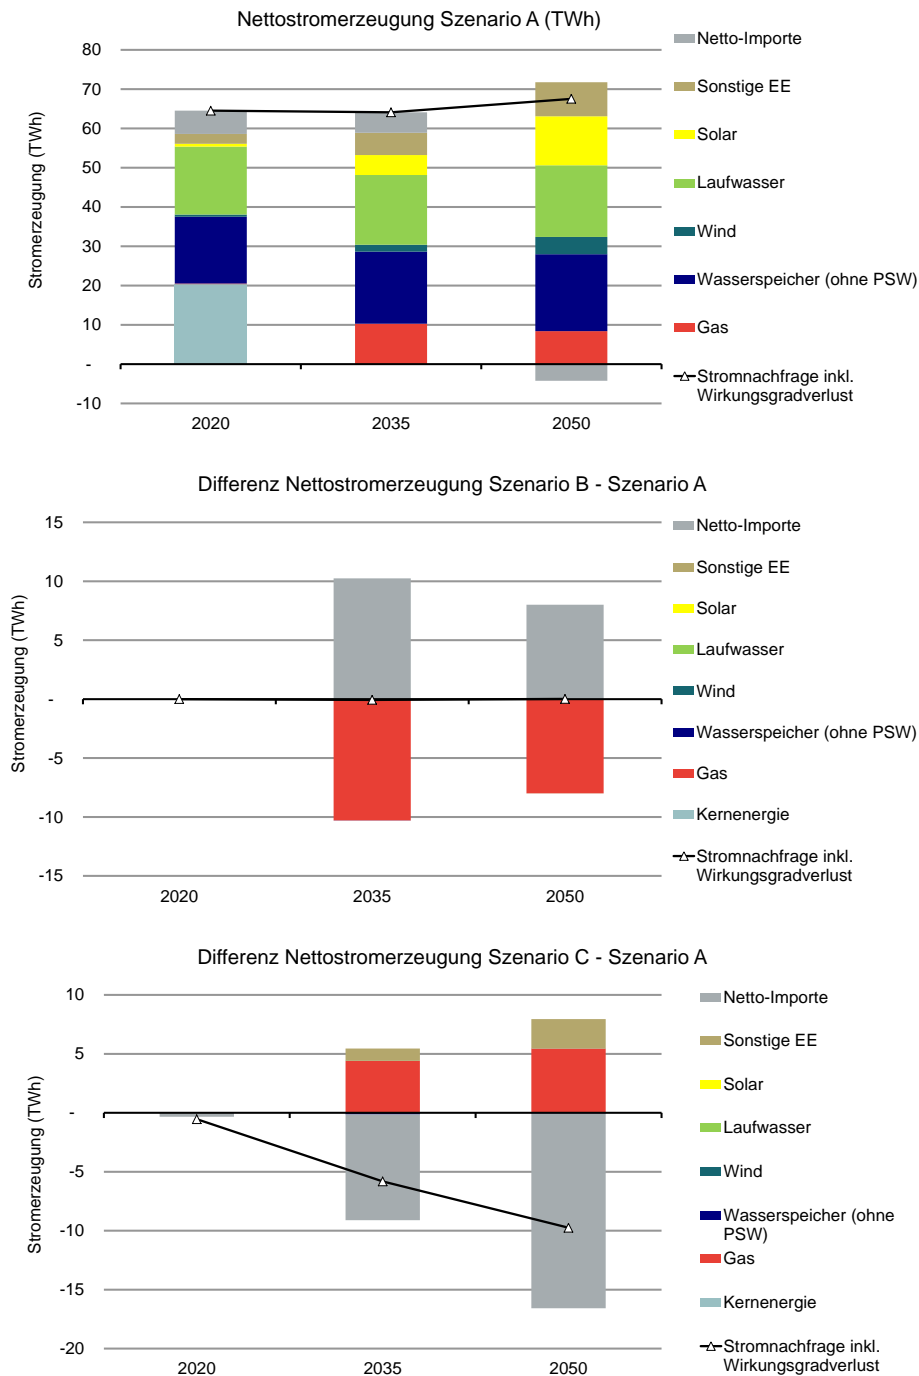 Nettostromerzeugung Szenario A (TWh)
Stromerzeugung (TWh)
80
70
60
50
40
30
20
10
-
-10
2020
2035
2050
Netto-Importe
Sonstige EE
Solar
Laufwasser
Wind
Wasserspeicher (ohne PSW)
Gas
Stromnachfrage inkl.
Wirkungsgradverlust
Differenz Nettostromerzeugung Szenario B - Szenario A
Stromerzeugung (TWh)
15
10
5
-
-5
-10
-15
2020
2035
2050
Netto-Importe
Sonstige EE
Solar
Laufwasser
Wind
Wasserspeicher (ohne PSW)
Gas
Kernenergie
Stromnachfrage inkl.
Wirkungsgradverlust
Differenz Nettostromerzeugung Szenario C - Szenario A
Stromerzeugung (TWh)
10
5
-
-5
-10
-15
-20
2020
2035
2050
Netto-Importe
Sonstige EE
Solar
Laufwasser
Wind
Wasserspeicher (ohne
PSW)
Gas
Kernenergie
Stromnachfrage inkl.
Wirkungsgradverlust